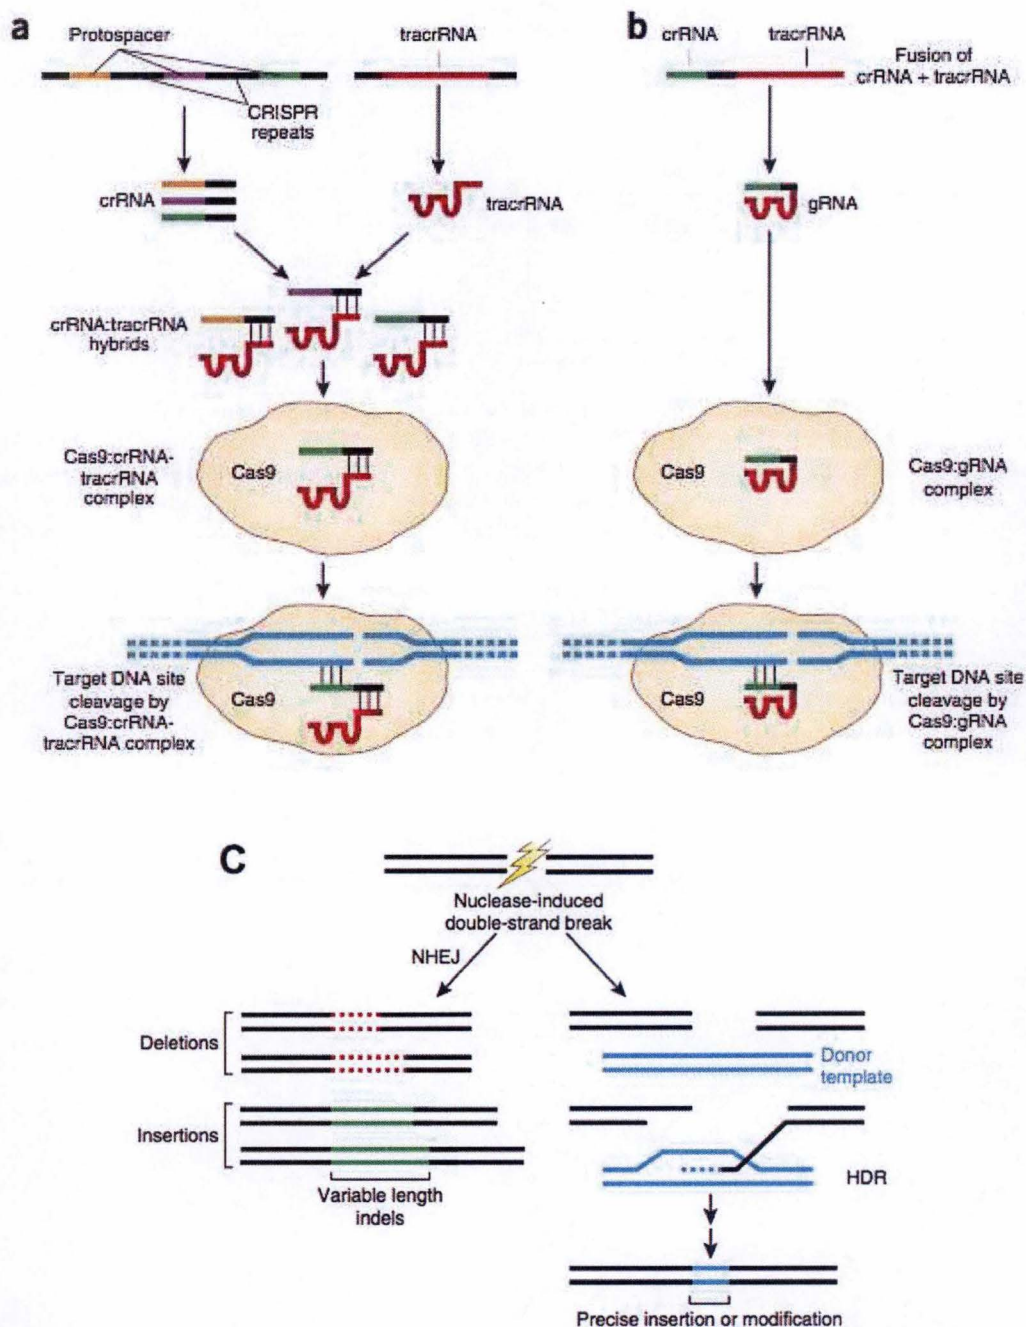 a
Protospacer
tracrRNA
CRISPR
repeats
crRNA
tracrRNA
crRNA:tracrRNA
hybrids
Cas9:crRNA-
tracrRNA
complex
Cas9
Target DNA site
cleavage by
Cas9:crRNA-
tracrRNA complex
Cas9
b
crRNA
tracrRNA
Fusion of
crRNA + tracrRNA
gRNA
Cas9
Cas9:gRNA
complex
Cas9
Target DNA site
cleavage by
Cas9:gRNA
complex
C
Nuclease-induced
double-strand break
NHEJ
Deletions
Insertions
Variable length
indels
Donor
template
HDR
Precise insertion or modification